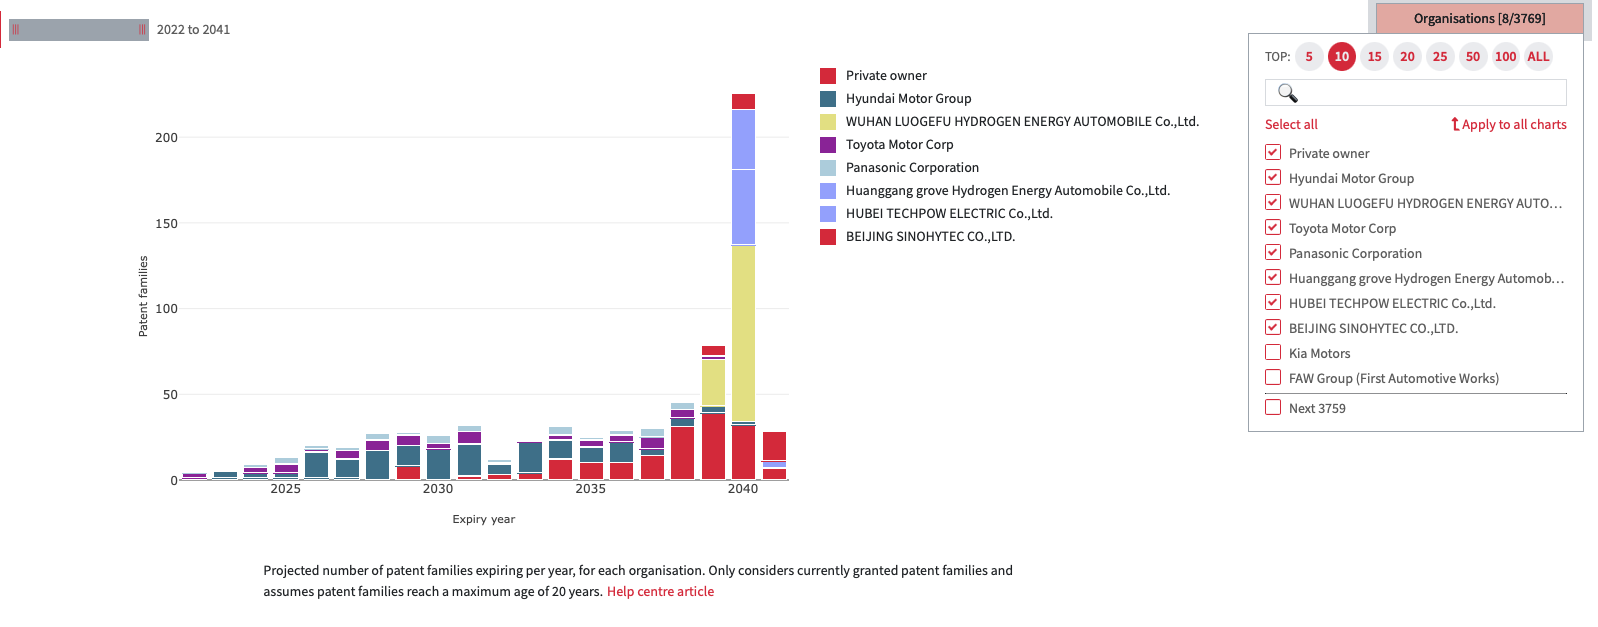 2022 to 2041
Organisations [8/3769]
TOP: 5 10 15 20 25 50 100 ALL
Select all
Apply to all charts
Private owner
Hyundai Motor Group
WUHAN LUOGEFU HYDROGEN ENERGY AUTO…
Toyota Motor Corp
Panasonic Corporation
Huanggang grove Hydrogen Energy Automob…
HUBEI TECHPOW ELECTRIC Co.,Ltd.
BEIJING SINOHYTEC CO.,LTD.
Kia Motors
FAW Group (First Automotive Works)
Next 3759
Private owner
Hyundai Motor Group
WUHAN LUOGEFU HYDROGEN ENERGY AUTOMOBILE Co.,Ltd.
Toyota Motor Corp
Panasonic Corporation
Huanggang grove Hydrogen Energy Automobile Co.,Ltd.
HUBEI TECHPOW ELECTRIC Co.,Ltd.
BEIJING SINOHYTEC CO.,LTD.
Patent families
200
150
100
50
0
2025 2030 2035 2040
Expiry year
Projected number of patent families expiring per year, for each organisation. Only considers currently granted patent families and
assumes patent families reach a maximum age of 20 years. Help centre article